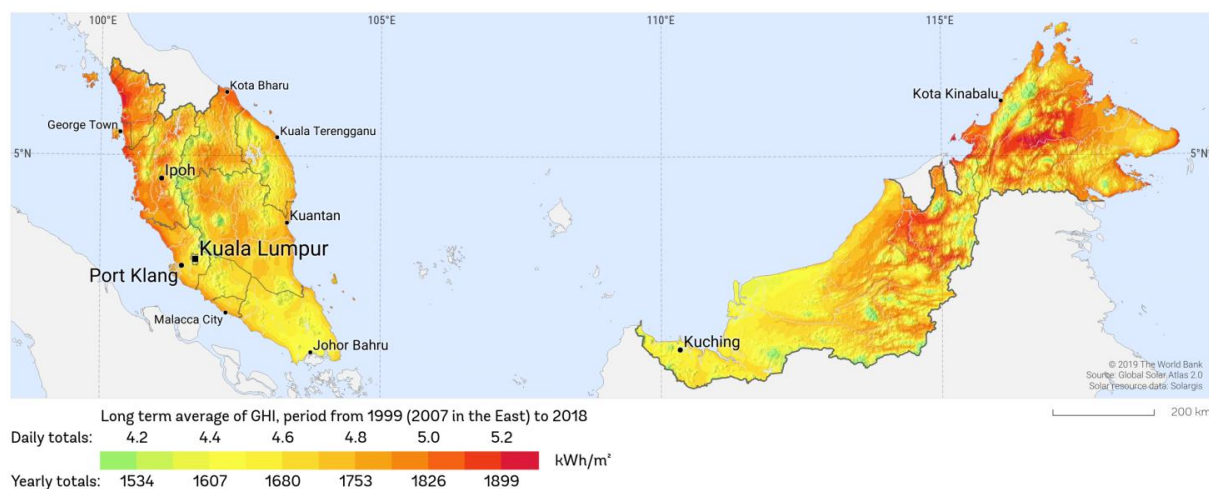 100°E 105°E 110°E 115°E
Kota Bharu
Kota Kinabalu
George Town
Kuala Terengganu
5°N 5°N
Ipoh
Kuantan
Kuala Lumpur
Port Klang
Malacca City
Johor Bahru
Kuching
© 2019 The World Bank
Source: Global Solar Atlas 2.0
Solar resource data: Solargis
200 km
Long term average of GHI, period from 1999 (2007 in the East) to 2018
Daily totals: 4.2 4.4 4.6 4.8 5.0 5.2
kWh/m²
Yearly totals: 1534 1607 1680 1753 1826 1899